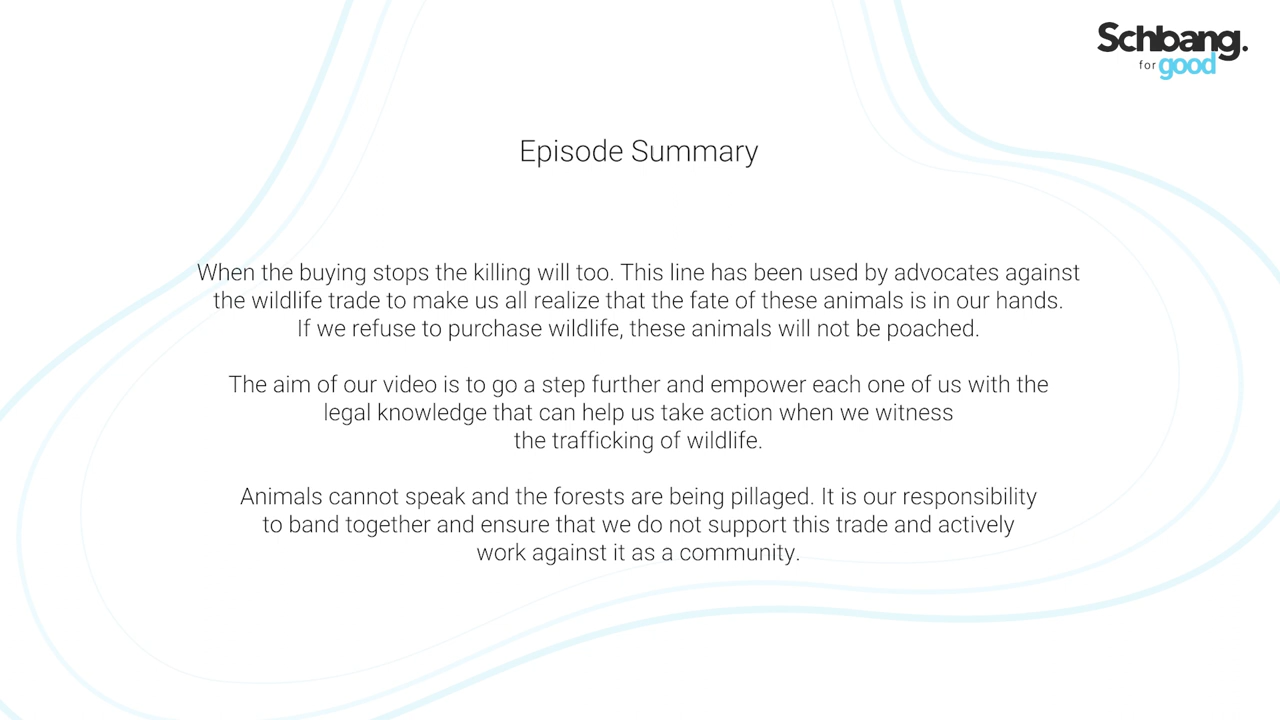 Schbang.
for good
Episode Summary
When the buying stops the killing will too. This line has been used by advocates against
the wildlife trade to make us all realize that the fate of these animals is in our hands.
If we refuse to purchase wildlife, these animals will not be poached.
The aim of our video is to go a step further and empower each one of us with the
legal knowledge that can help us take action when we witness
the trafficking of wildlife.
Animals cannot speak and the forests are being pillaged. It is our responsibility
to band together and ensure that we do not support this trade and actively
work against it as a community.